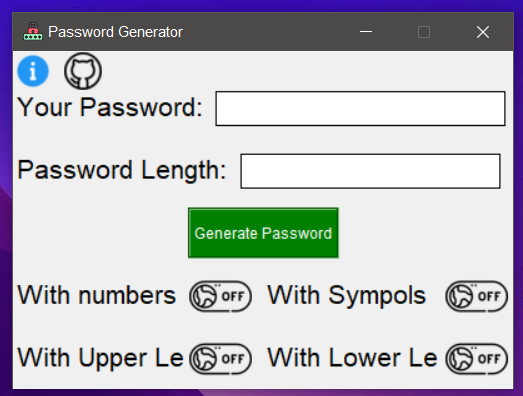 Password Generator
i
Your Password:
Password Length:
Generate Password
With numbers OFF With Sympols OFF
With Upper Le OFF With Lower Le OFF